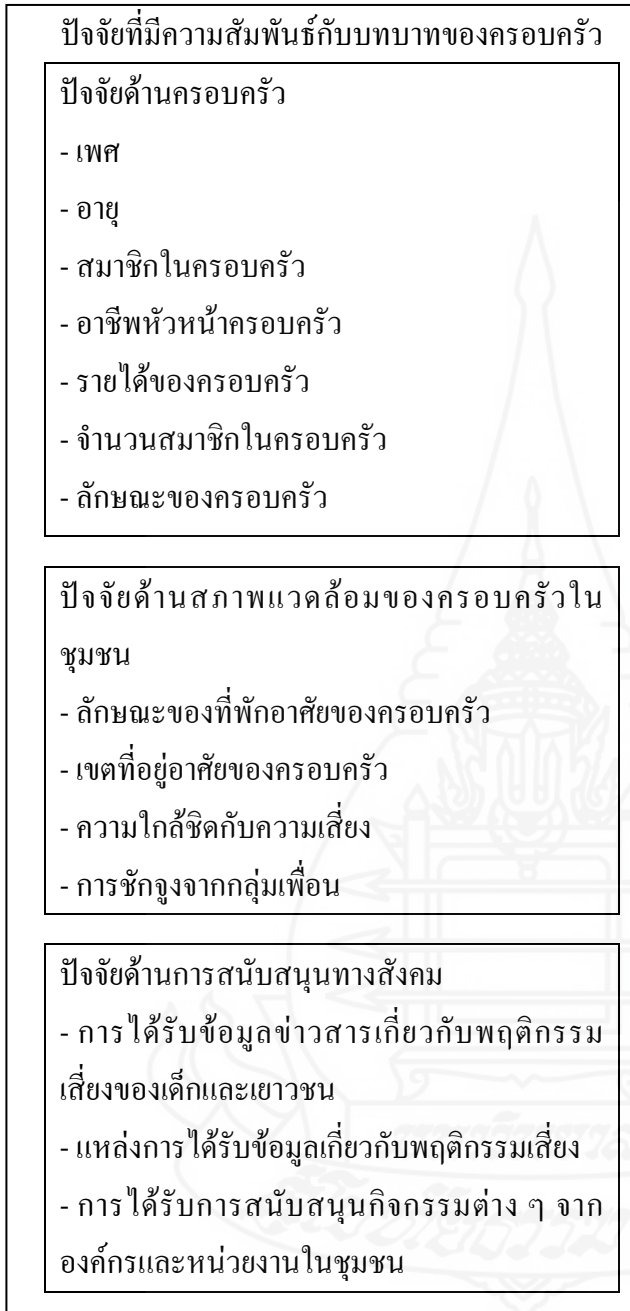 ปัจจัยที่มีความสัมพันธ์กับบทบาทของครอบครัว
ปัจจัยด้านครอบครัว
- เพศ
- อายุ
- สมาชิกในครอบครัว
- อาชีพหัวหน้าครอบครัว
- รายได้ของครอบครัว
- จำนวนสมาชิกในครอบครัว
- ลักษณะของครอบครัว
ปัจจัยด้านสภาพแวดล้อมของครอบครัวใน
ชุมชน
- ลักษณะของที่พักอาศัยของครอบครัว
- เขตที่อยู่อาศัยของครอบครัว
- ความใกล้ชิดกับความเสี่ยง
- การชักจูงจากกลุ่มเพื่อน
ปัจจัยด้านการสนับสนุนทางสังคม
- การได้รับข้อมูลข่าวสารเกี่ยวกับพฤติกรรม
เสี่ยงของเด็กและเยาวชน
- แหล่งการได้รับข้อมูลเกี่ยวกับพฤติกรรมเสี่ยง
- การได้รับการสนับสนุนกิจกรรมต่าง ๆ จาก
องค์กรและหน่วยงานในชุมชน